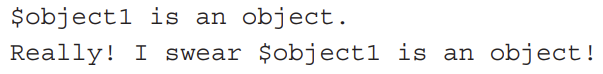 $object1 is an object.
Really! I swear $object1 is an object!